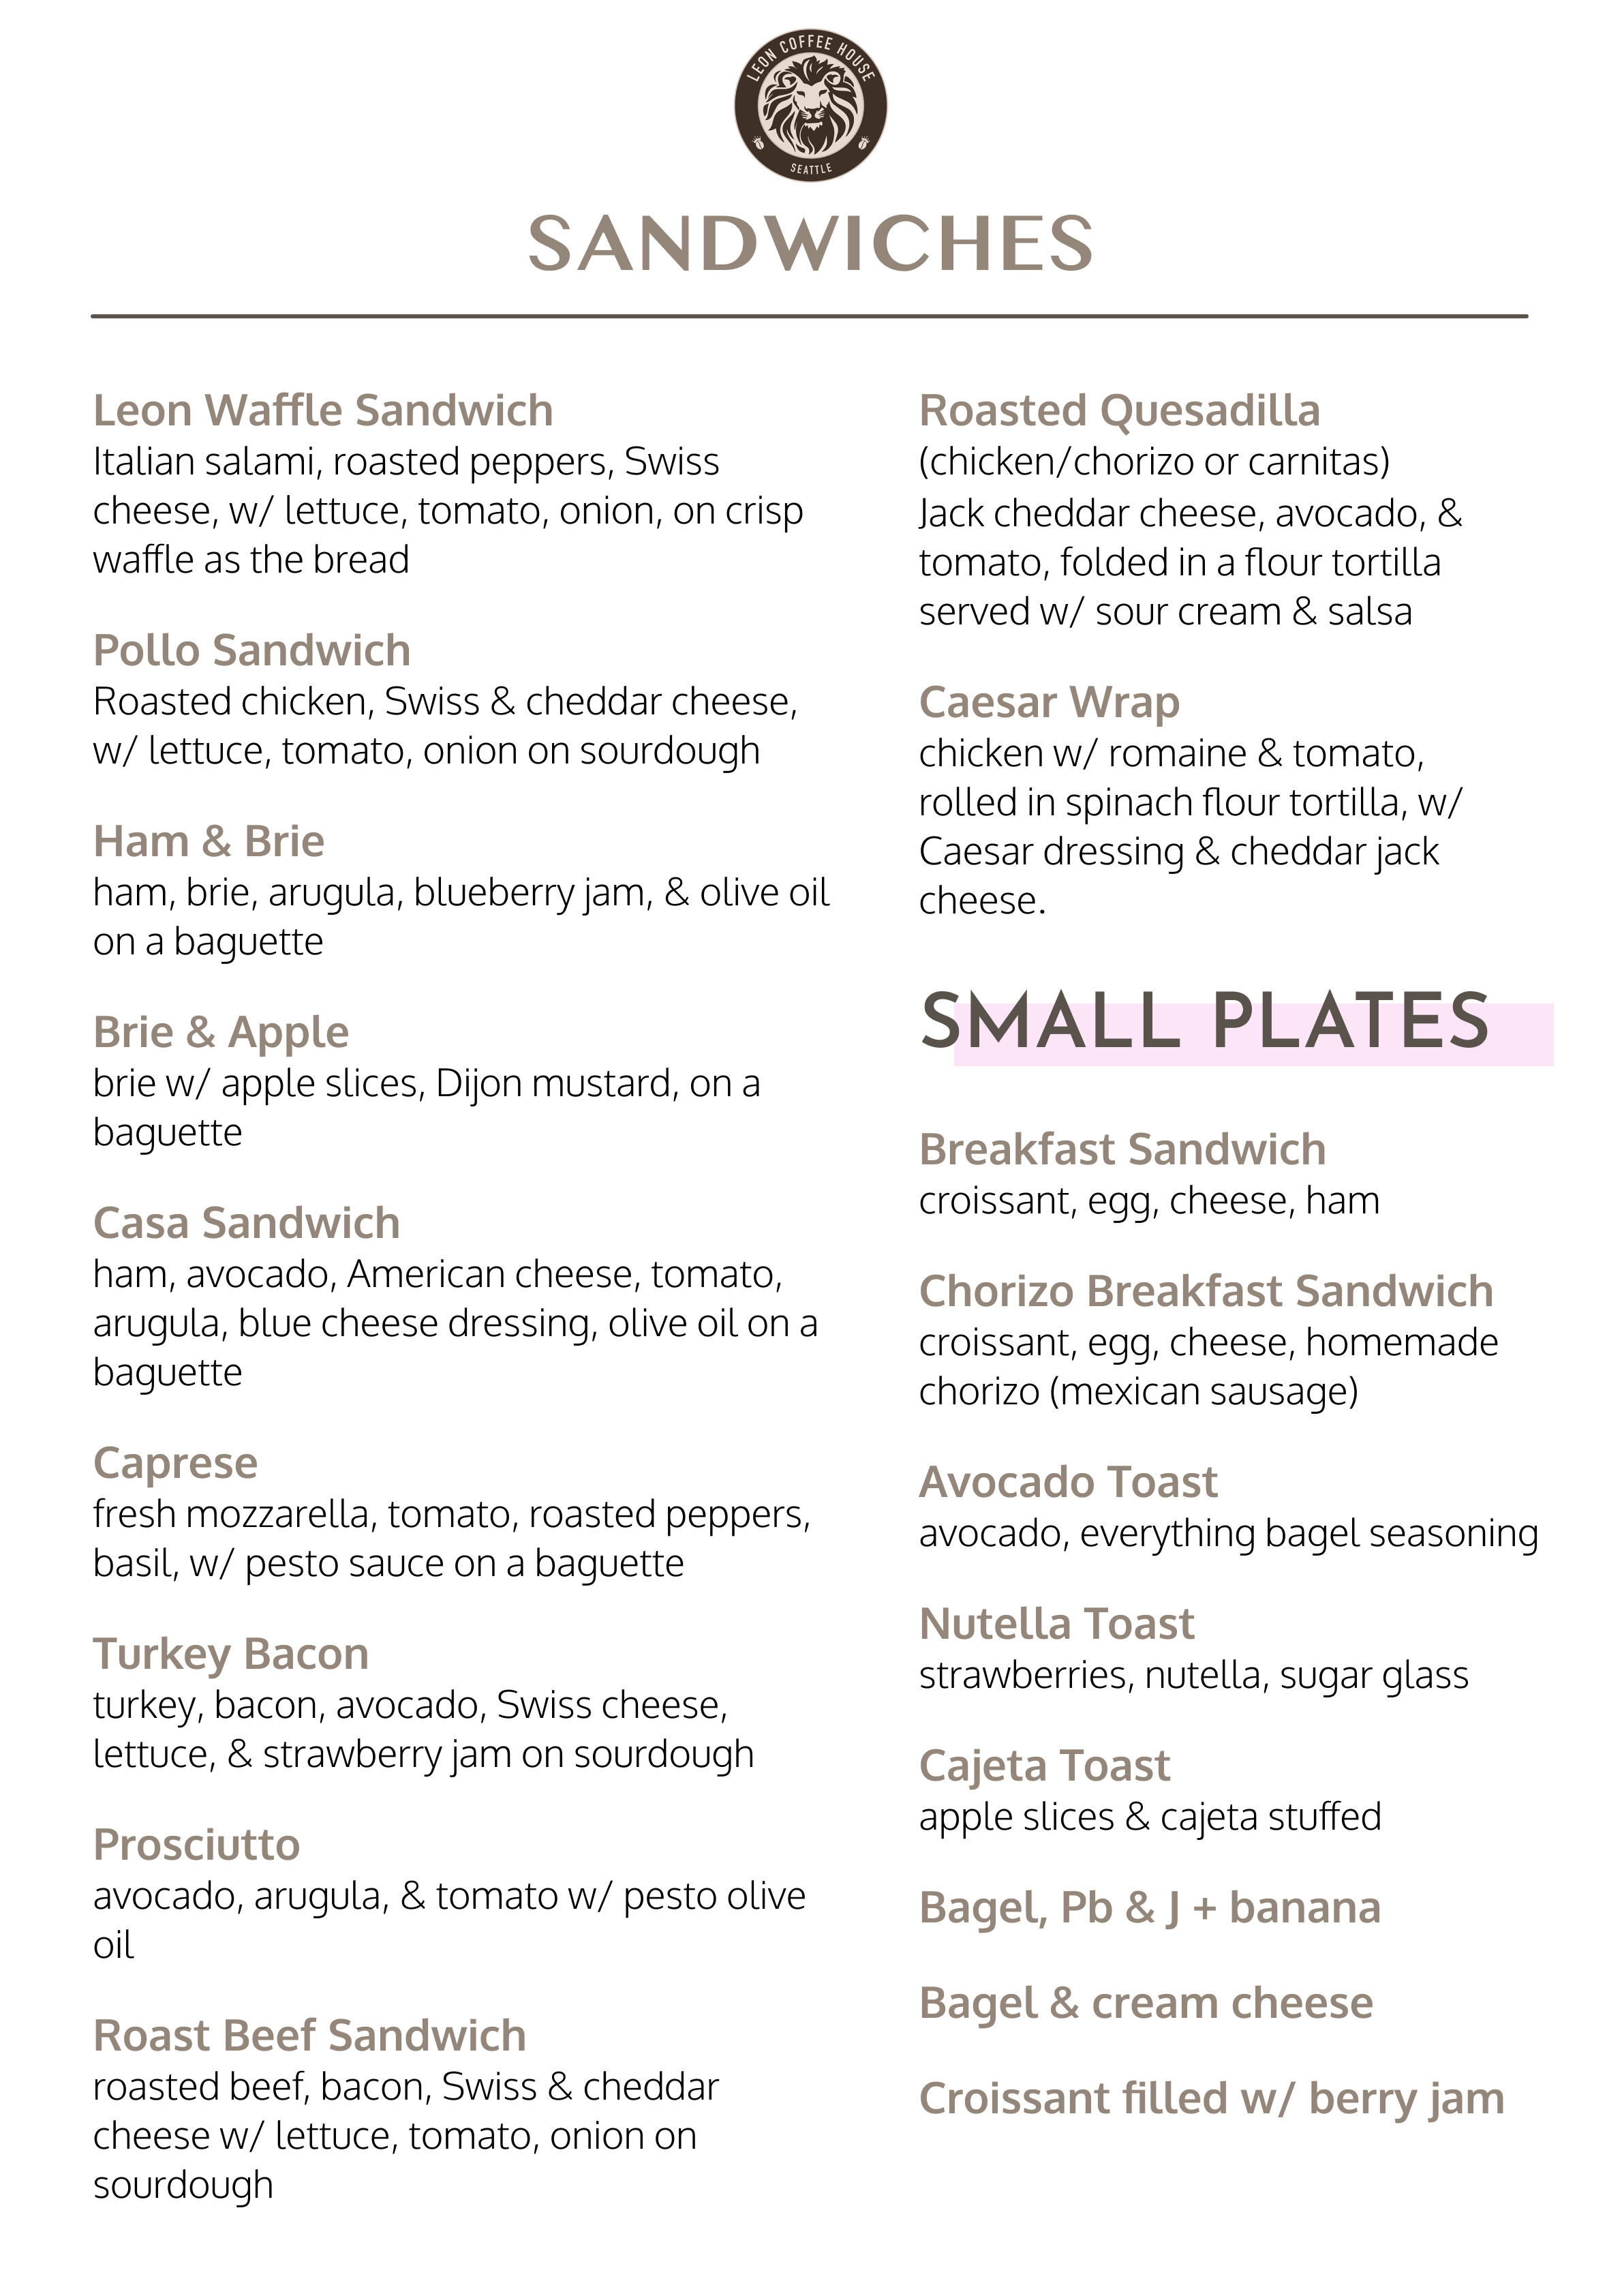 LEON COFFEE HOUSE
SEATTLE
SANDWICHES
Leon Waffle Sandwich
Italian salami, roasted peppers, Swiss
cheese, w/ lettuce, tomato, onion, on crisp
waffle as the bread
Pollo Sandwich
Roasted chicken, Swiss & cheddar cheese,
w/ lettuce, tomato, onion on sourdough
Ham & Brie
ham, brie, arugula, blueberry jam, & olive oil
on a baguette
Brie & Apple
brie w/ apple slices, Dijon mustard, on a
baguette
Casa Sandwich
ham, avocado, American cheese, tomato,
arugula, blue cheese dressing, olive oil on a
baguette
Caprese
fresh mozzarella, tomato, roasted peppers,
basil, w/ pesto sauce on a baguette
Turkey Bacon
turkey, bacon, avocado, Swiss cheese,
lettuce, & strawberry jam on sourdough
Prosciutto
avocado, arugula, & tomato w/ pesto olive
oil
Roast Beef Sandwich
roasted beef, bacon, Swiss & cheddar
cheese w/ lettuce, tomato, onion on
sourdough
Roasted Quesadilla
(chicken/chorizo or carnitas)
Jack cheddar cheese, avocado, &
tomato, folded in a flour tortilla
served w/ sour cream & salsa
Caesar Wrap
chicken w/ romaine & tomato,
rolled in spinach flour tortilla, w/
Caesar dressing & cheddar jack
cheese.
SMALL PLATES
Breakfast Sandwich
croissant, egg, cheese, ham
Chorizo Breakfast Sandwich
croissant, egg, cheese, homemade
chorizo (mexican sausage)
Avocado Toast
avocado, everything bagel seasoning
Nutella Toast
strawberries, nutella, sugar glass
Cajeta Toast
apple slices & cajeta stuffed
Bagel, Pb & J + banana
Bagel & cream cheese
Croissant filled w/ berry jam